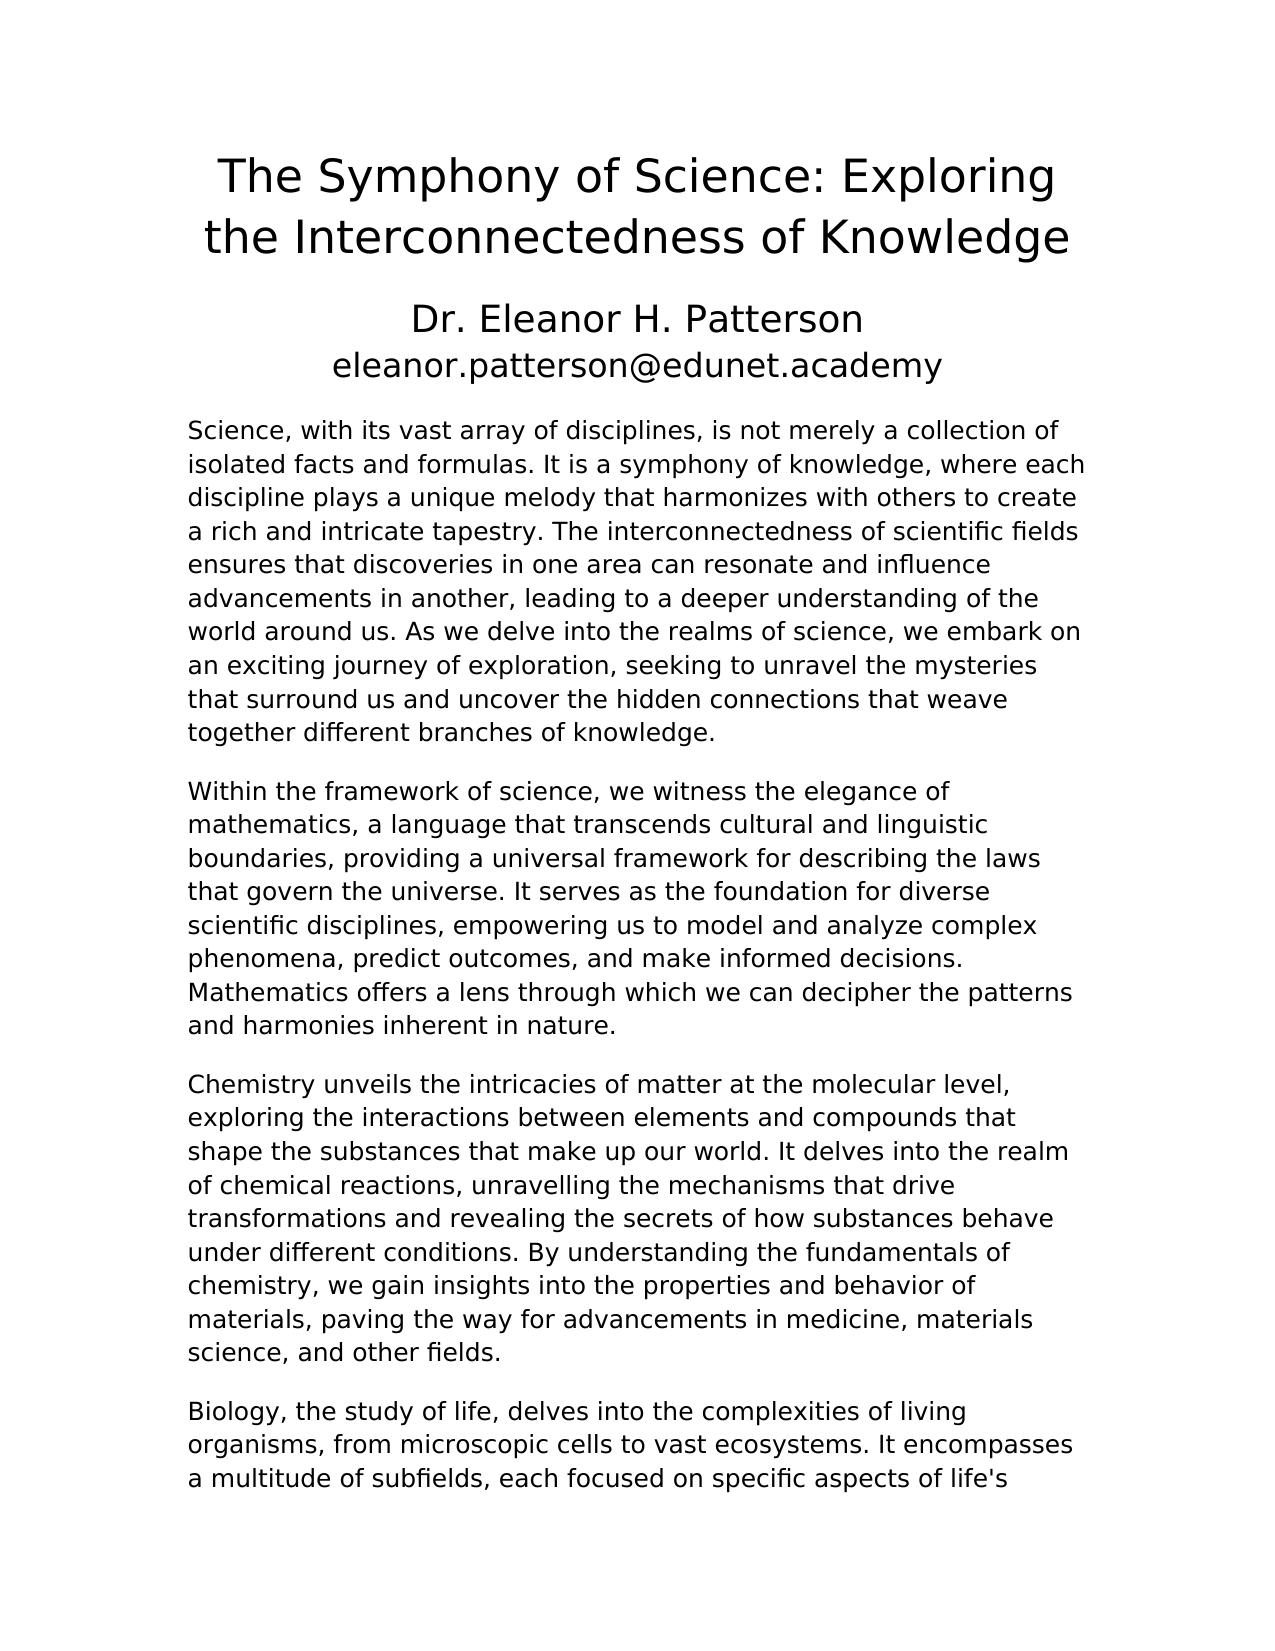 The Symphony of Science: Exploring
the Interconnectedness of Knowledge
Dr. Eleanor H. Patterson
eleanor.patterson@edunet.academy
Science, with its vast array of disciplines, is not merely a collection of
isolated facts and formulas. It is a symphony of knowledge, where each
discipline plays a unique melody that harmonizes with others to create
a rich and intricate tapestry. The interconnectedness of scientific fields
ensures that discoveries in one area can resonate and influence
advancements in another, leading to a deeper understanding of the
world around us. As we delve into the realms of science, we embark on
an exciting journey of exploration, seeking to unravel the mysteries
that surround us and uncover the hidden connections that weave
together different branches of knowledge.
Within the framework of science, we witness the elegance of
mathematics, a language that transcends cultural and linguistic
boundaries, providing a universal framework for describing the laws
that govern the universe. It serves as the foundation for diverse
scientific disciplines, empowering us to model and analyze complex
phenomena, predict outcomes, and make informed decisions.
Mathematics offers a lens through which we can decipher the patterns
and harmonies inherent in nature.
Chemistry unveils the intricacies of matter at the molecular level,
exploring the interactions between elements and compounds that
shape the substances that make up our world. It delves into the realm
of chemical reactions, unravelling the mechanisms that drive
transformations and revealing the secrets of how substances behave
under different conditions. By understanding the fundamentals of
chemistry, we gain insights into the properties and behavior of
materials, paving the way for advancements in medicine, materials
science, and other fields.
Biology, the study of life, delves into the complexities of living
organisms, from microscopic cells to vast ecosystems. It encompasses
a multitude of subfields, each focused on specific aspects of life's